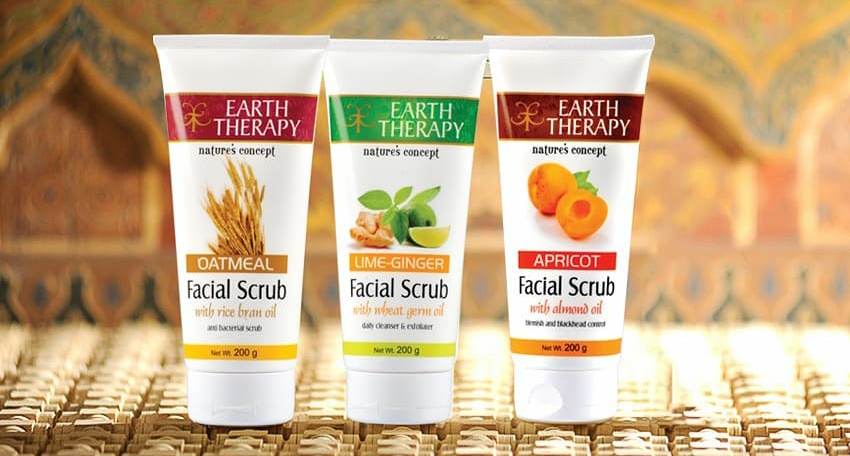 EARTH
THERAPY
nature's concept
OATMEAL
Facial Scrub
with rice bran oil
anti bacterial scrub
Net Wt. 200 g
EARTH
THERAPY
nature's concept
LIME-GINGER
Facial Scrub
with wheat germ oil
daily cleanser & exfoliater
Net Wt. 200 g
EARTH
THERAPY
nature's concept
APRICOT
Facial Scrub
with almond oil
blemish and blackhead control
Net Wt. 200 g